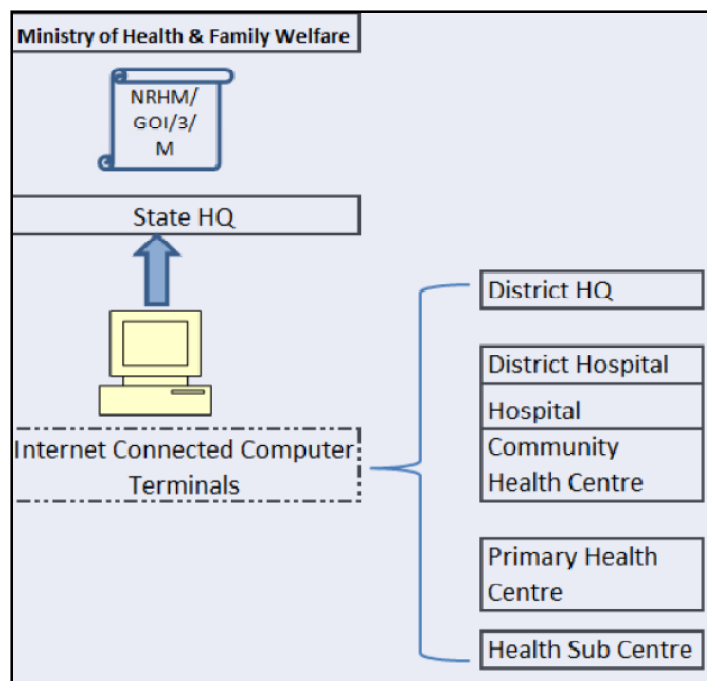 Ministry of Health & Family Welfare
NRHM/
GOI/3/
M
State HQ
Internet Connected Computer
Terminals
District HQ
District Hospital
Hospital
Community
Health Centre
Primary Health
Centre
Health Sub Centre